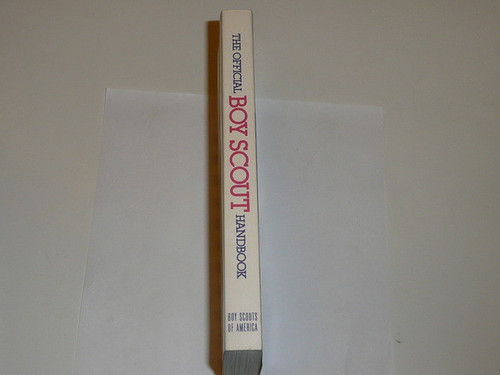 THE OFFICIAL BOY SCOUT HANDBOOK
BOY SCOUTS
OF AMERICA